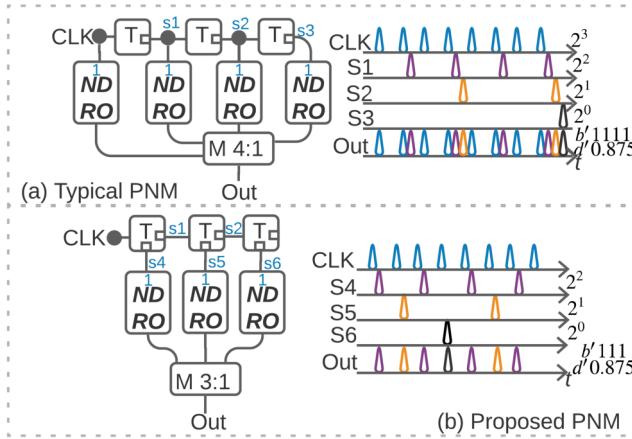 CLK T s1 T s2 T s3
1 1 1 1
ND ND ND ND
RO RO RO RO
M 4:1
Out
(a) Typical PNM
CLK 2³
S1 2²
S2 2¹
S3 2⁰
b'1111
Out d'0.875
t
CLK T s1 T s2 T
s4 s5 s6
1 1 1
ND ND ND
RO RO RO
M 3:1
Out
CLK
S4 2²
S5 2¹
S6 2⁰
b'111
Out d'0.875
t
(b) Proposed PNM